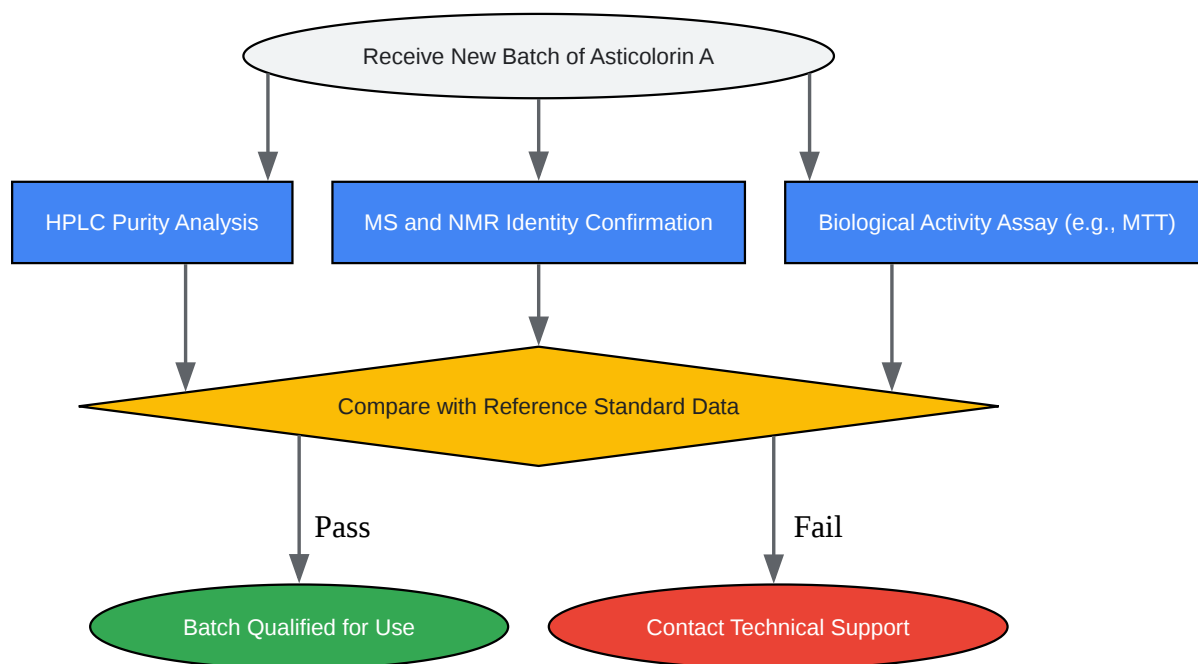 Receive New Batch of Asticolorin A
HPLC Purity Analysis
MS and NMR Identity Confirmation
Biological Activity Assay (e.g., MTT)
Compare with Reference Standard Data
Pass
Fail
Batch Qualified for Use
Contact Technical Support